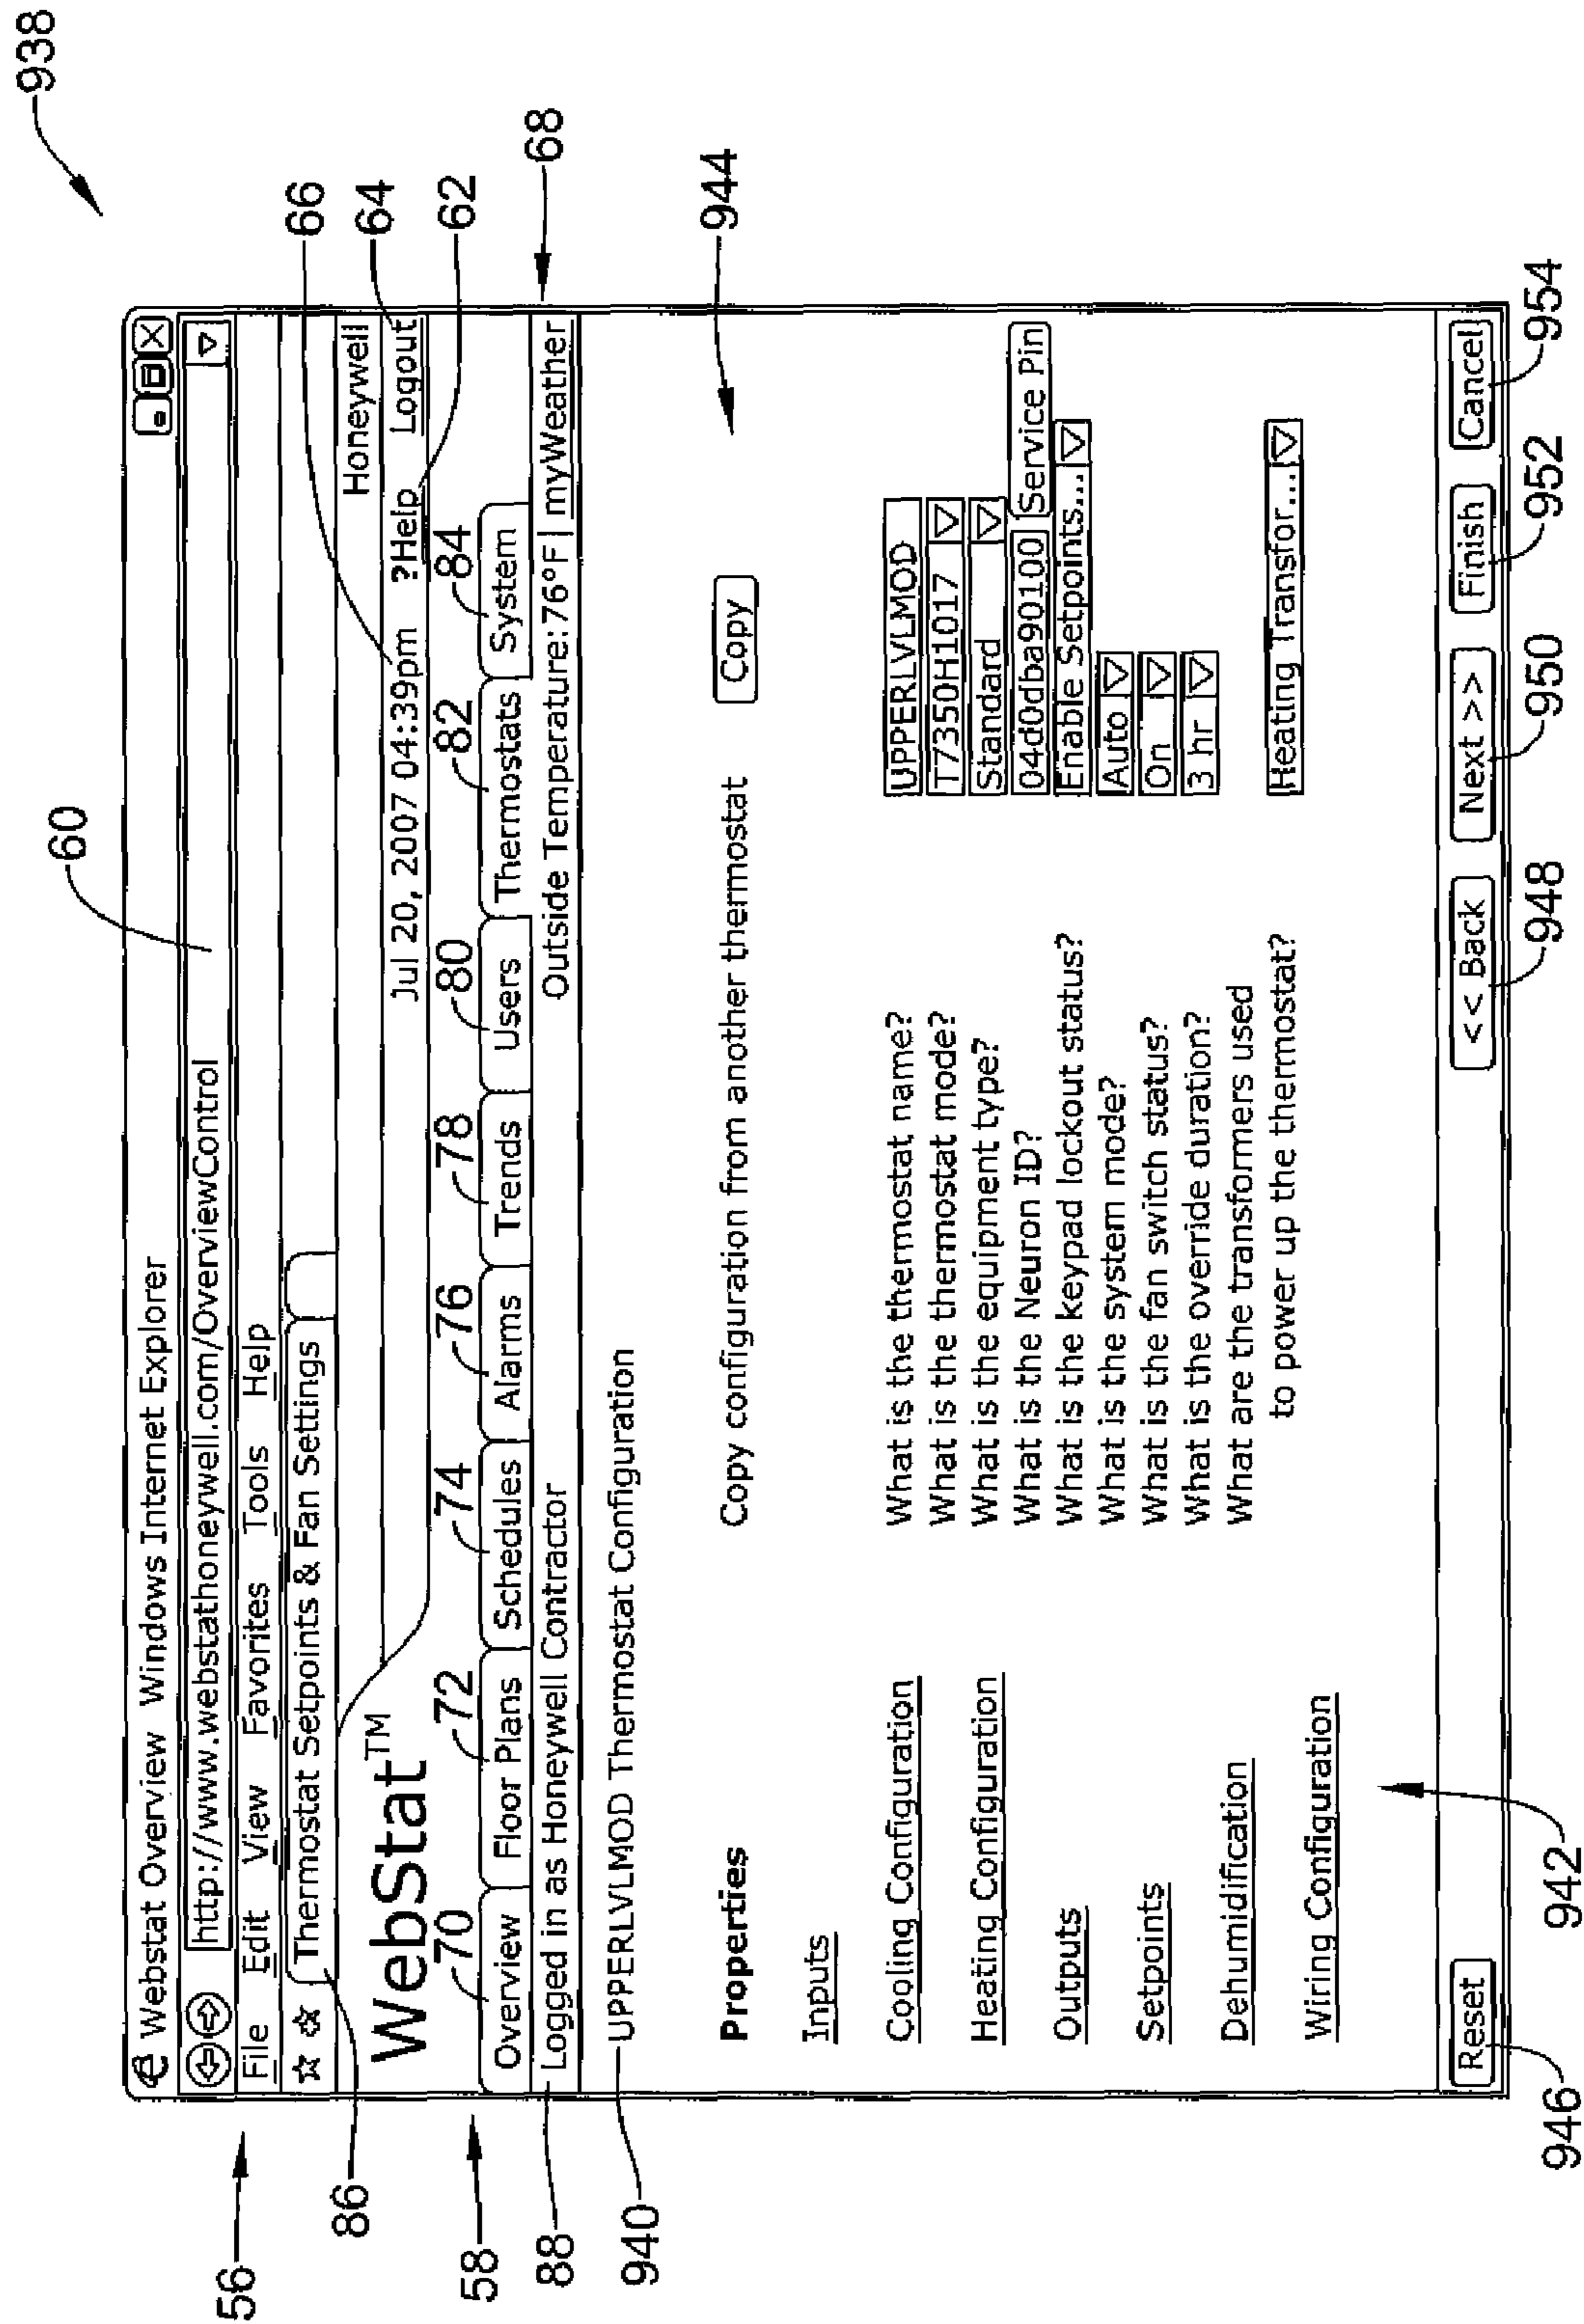 938
60
Webstat Overview Windows Internet Explorer
http://www.webstathoneywell.com/OverviewControl
56
File Edit View Favorites Tools Help
Thermostat Setpoints & Fan Settings
86
66
Honeywell
64
WebStat™
Jul 20, 2007 04:39pm ?Help Logout
62
58
70 72 74 76 78 80 82 84
Overview Floor Plans Schedules Alarms Trends Users Thermostats System
88
Logged in as Honeywell Contractor Outside Temperature:76°F| myWeather
68
940
UPPERLVLMOD Thermostat Configuration
944
Properties Copy configuration from another thermostat Copy
Inputs
Cooling Configuration What is the thermostat name? UPPERLVLMOD
What is the thermostat mode? T7350H1017
Heating Configuration What is the equipment type? Standard
What is the Neuron ID? 04d0dba90100 Service Pin
Outputs What is the keypad lockout status? Enable Setpoints...
What is the system mode? Auto
Setpoints What is the fan switch status? On
What is the override duration? 3 hr
Dehumidification What are the transformers used
to power up the thermostat? Heating Transfor...
Wiring Configuration
942
Reset << Back Next >> Finish Cancel
946 948 950 952 954